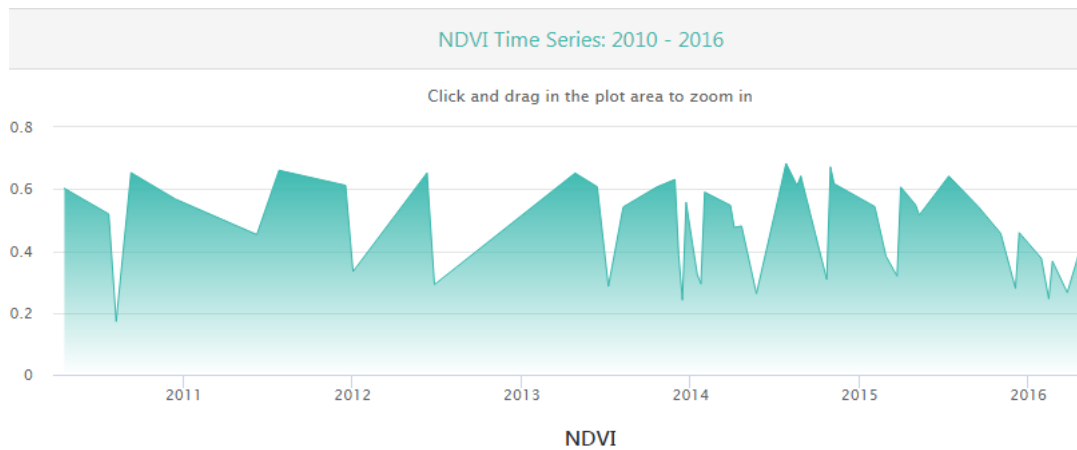 NDVI Time Series: 2010 - 2016
Click and drag in the plot area to zoom in
0.8
0.6
0.4
0.2
0
2011 2012 2013 2014 2015 2016
NDVI